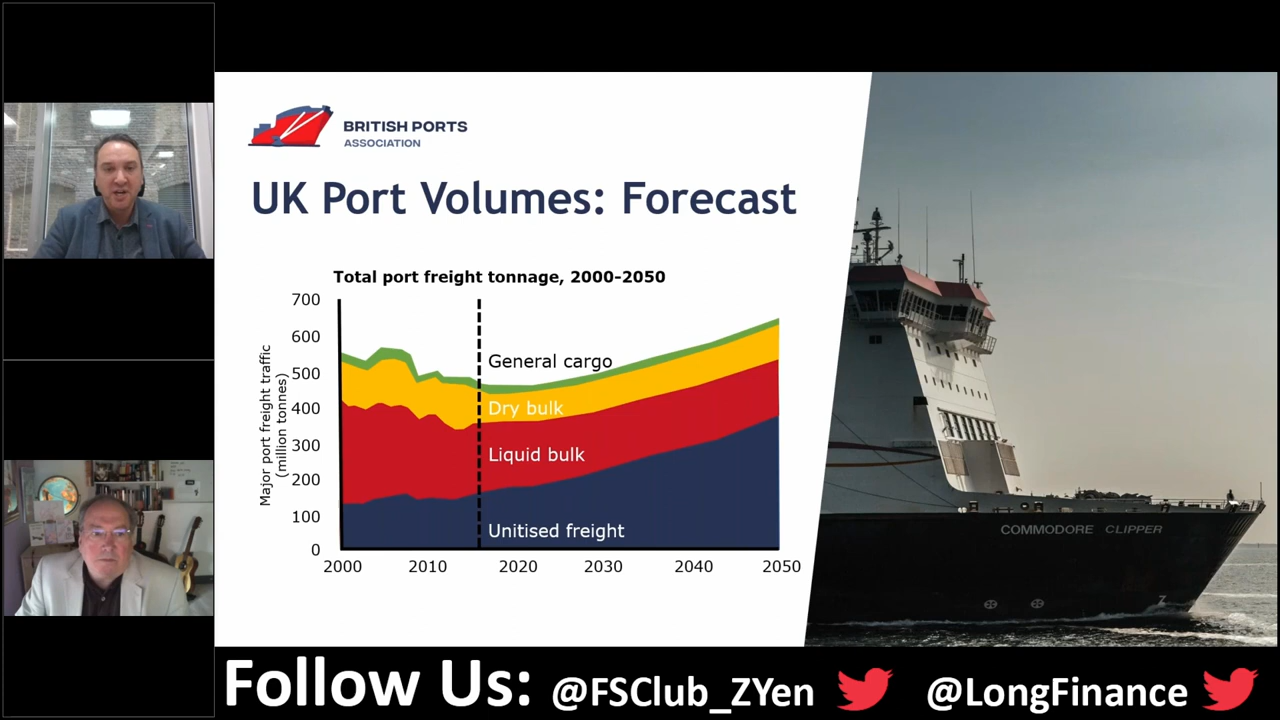 BRITISH PORTS
ASSOCIATION
UK Port Volumes: Forecast
Total port freight tonnage, 2000-2050
Major port freight traffic
(million tonnes)
700
600
500
400
300
200
100
0
General cargo
Dry bulk
Liquid bulk
Unitised freight
2000 2010 2020 2030 2040 2050
COMMODORE CLIPPER
Follow Us: @FSClub_ZYen @LongFinance